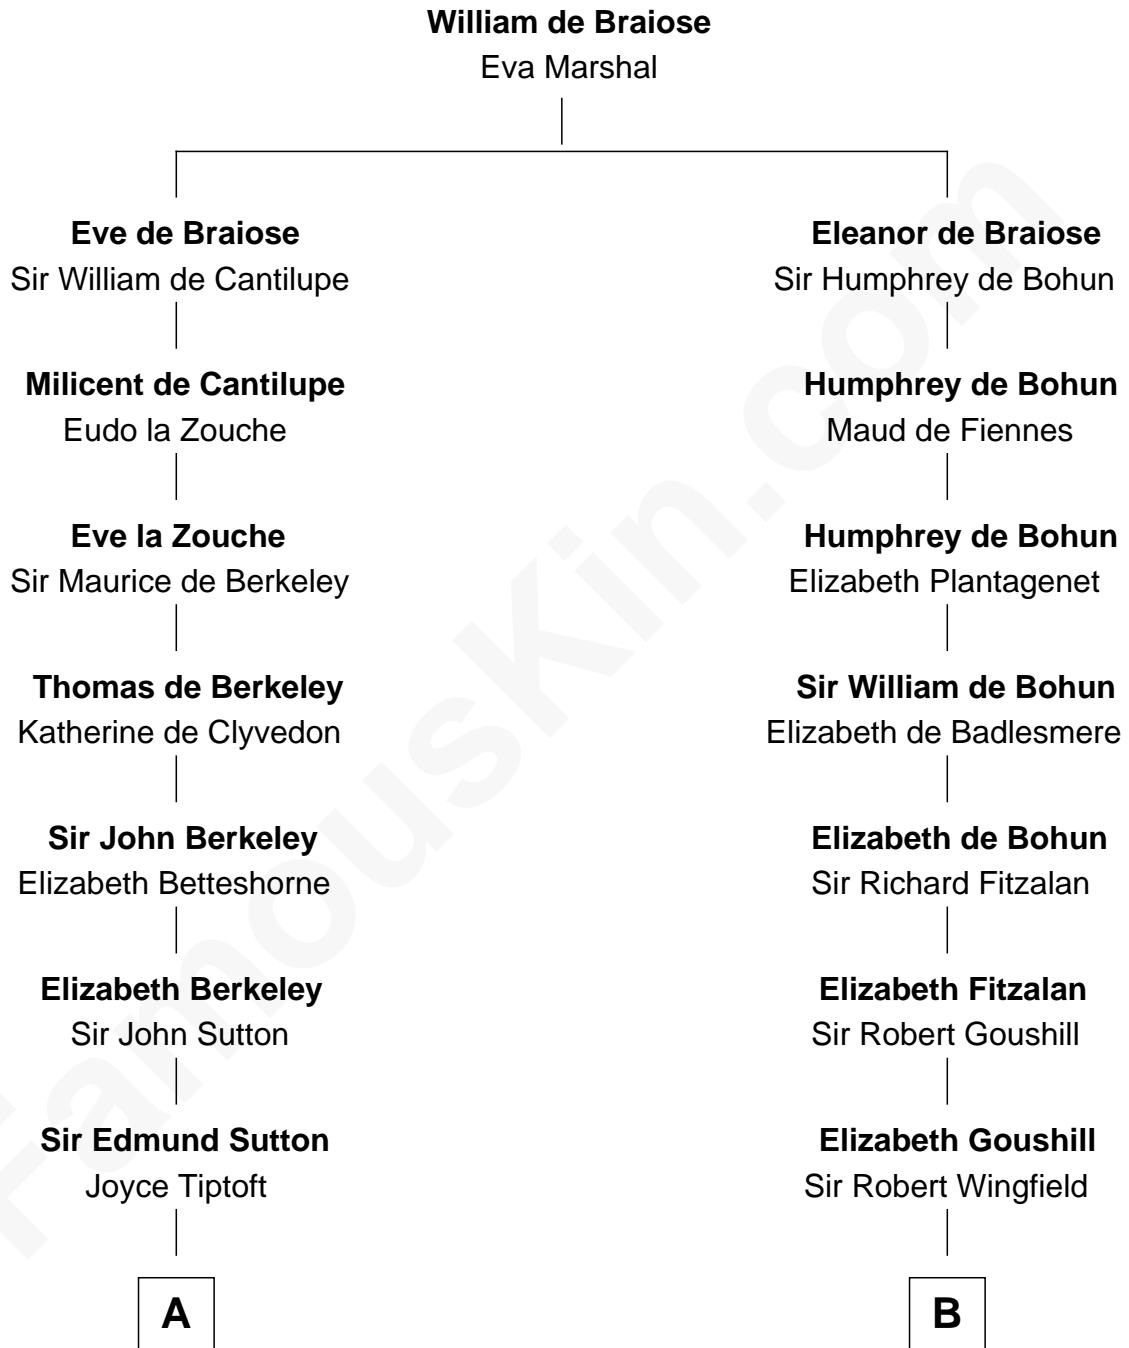 William de Braiose
Eva Marshal
Eve de Braiose
Sir William de Cantilupe
Eleanor de Braiose
Sir Humphrey de Bohun
Milicent de Cantilupe
Eudo la Zouche
Humphrey de Bohun
Maud de Fiennes
Eve la Zouche
Sir Maurice de Berkeley
Humphrey de Bohun
Elizabeth Plantagenet
Thomas de Berkeley
Katherine de Clyvedon
Sir William de Bohun
Elizabeth de Badlesmere
Sir John Berkeley
Elizabeth Betteshorne
Elizabeth de Bohun
Sir Richard Fitzalan
Elizabeth Berkeley
Sir John Sutton
Elizabeth Fitzalan
Sir Robert Goushill
Sir Edmund Sutton
Joyce Tiptoft
Elizabeth Goushill
Sir Robert Wingfield
A
B
FamousKin.com